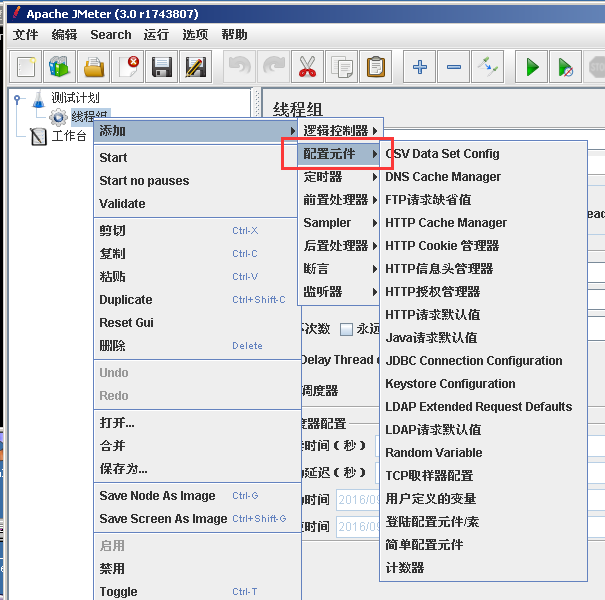 Apache JMeter (3.0 r1743807)
文件 编辑 Search 运行 选项 帮助
测试计划
线程组
工作台
线程组
添加
Start
Start no pauses
Validate
剪切 Ctrl-X
复制 Ctrl-C
粘贴 Ctrl-V
Duplicate Ctrl+Shift-C
Reset Gui
删除 Delete
Undo
Redo
打开...
合并
保存为...
Save Node As Image Ctrl-G
Save Screen As Image Ctrl+Shift-G
启用
禁用
Toggle Ctrl-T
逻辑控制器
配置元件
定时器
前置处理器
Sampler
后置处理器
断言
监听器
CSV Data Set Config
DNS Cache Manager
FTP请求缺省值
HTTP Cache Manager
HTTP Cookie 管理器
HTTP信息头管理器
HTTP授权管理器
HTTP请求默认值
Java请求默认值
JDBC Connection Configuration
Keystore Configuration
LDAP Extended Request Defaults
LDAP请求默认值
Random Variable
TCP取样器配置
用户定义的变量
登陆配置元件/素
简单配置元件
计数器
次数 永远
Delay Thread
调度器
度器配置
时间（秒）
延迟（秒）
时间 2016/0
时间 2016/0